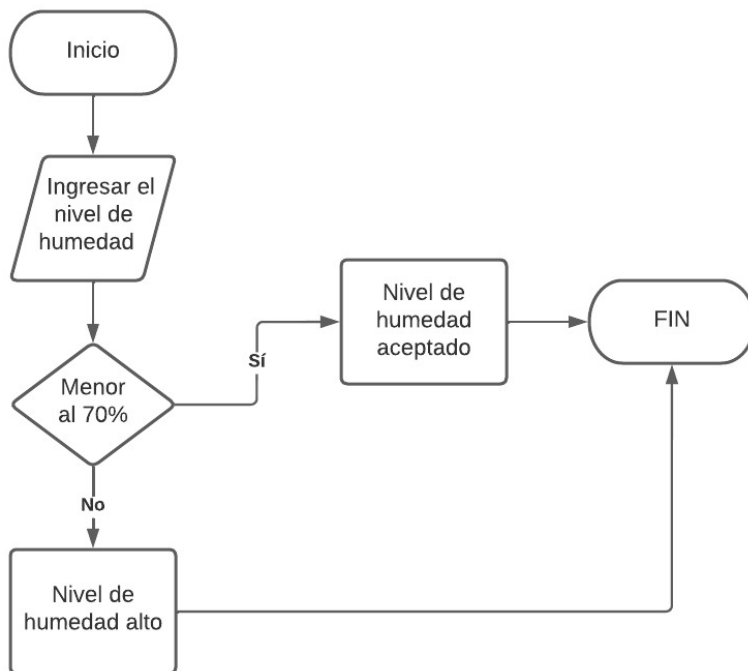 Inicio
Ingresar el
nivel de
humedad
Menor
al 70%
Sí
Nivel de
humedad
aceptado
FIN
No
Nivel de
humedad alto